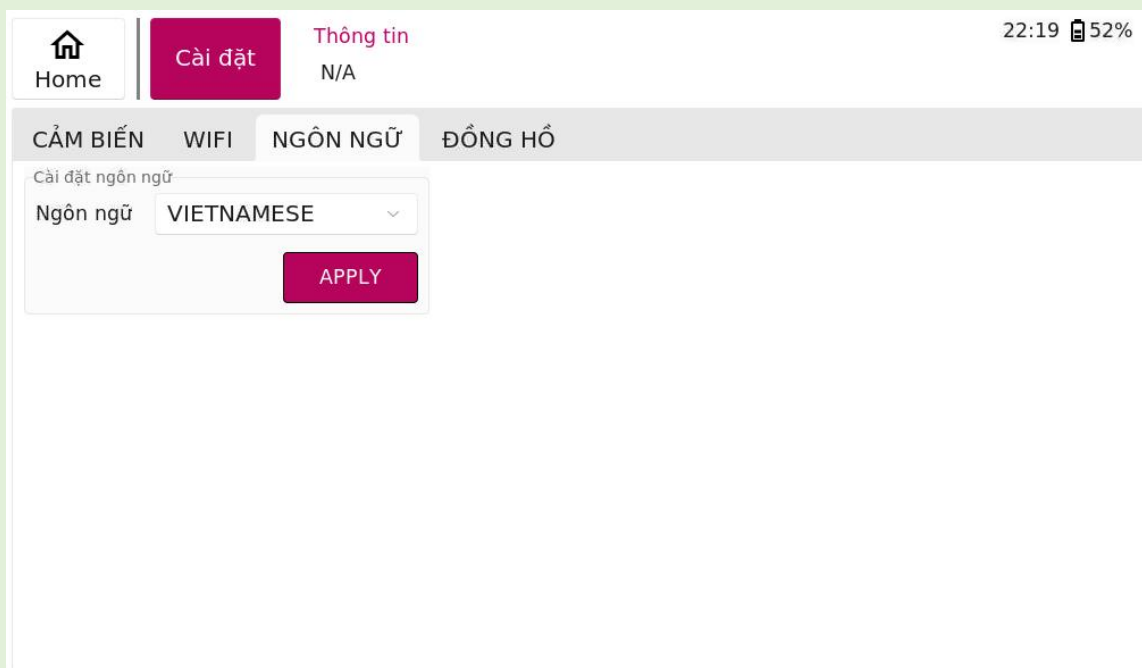 Home
Cài đặt
Thông tin
N/A
22:19 52%
CẢM BIẾN WIFI NGÔN NGỮ ĐỒNG HỒ
Cài đặt ngôn ngữ
Ngôn ngữ VIETNAMESE
APPLY